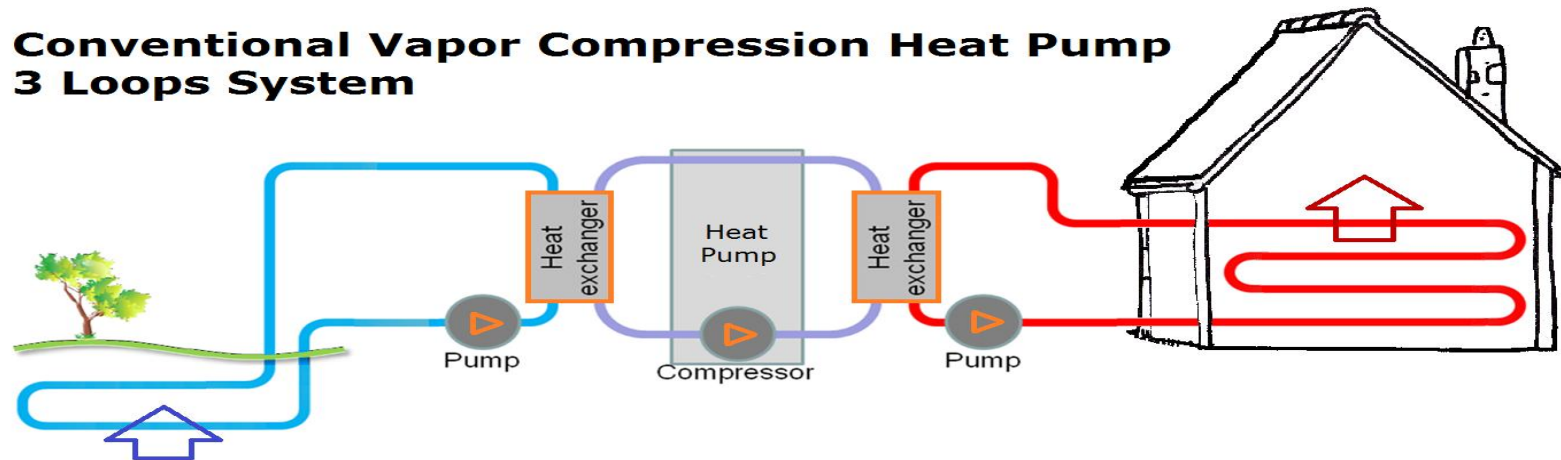 Conventional Vapor Compression Heat Pump
3 Loops System
Heat
exchanger
Heat
Pump
Heat
exchanger
Pump
Compressor
Pump